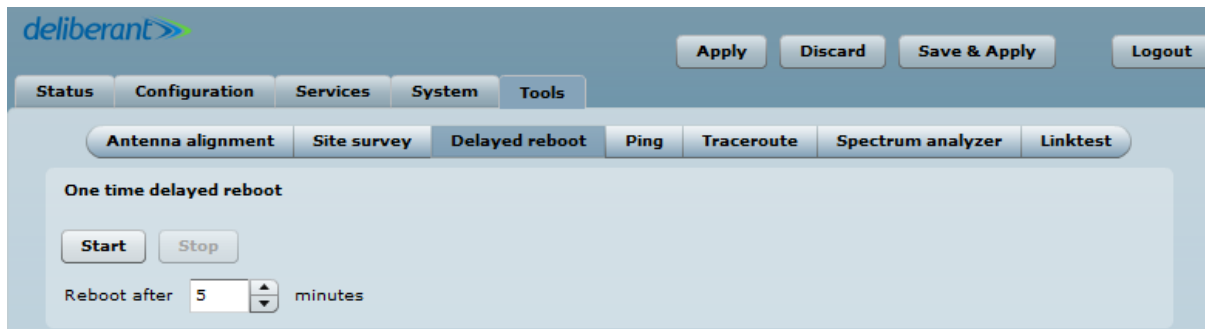 deliberant
Apply Discard Save & Apply Logout
Status Configuration Services System Tools
Antenna alignment Site survey Delayed reboot Ping Traceroute Spectrum analyzer Linktest
One time delayed reboot
Start Stop
Reboot after 5 minutes